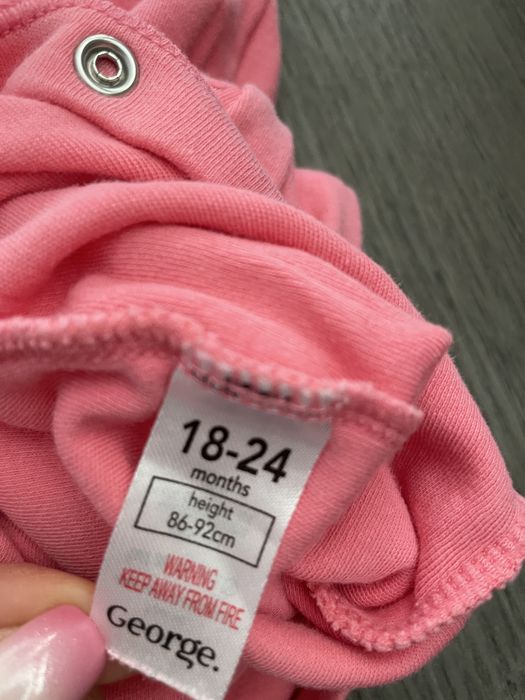 18-24
months
height
86-92cm
WARNING
KEEP AWAY FROM FIRE
George.